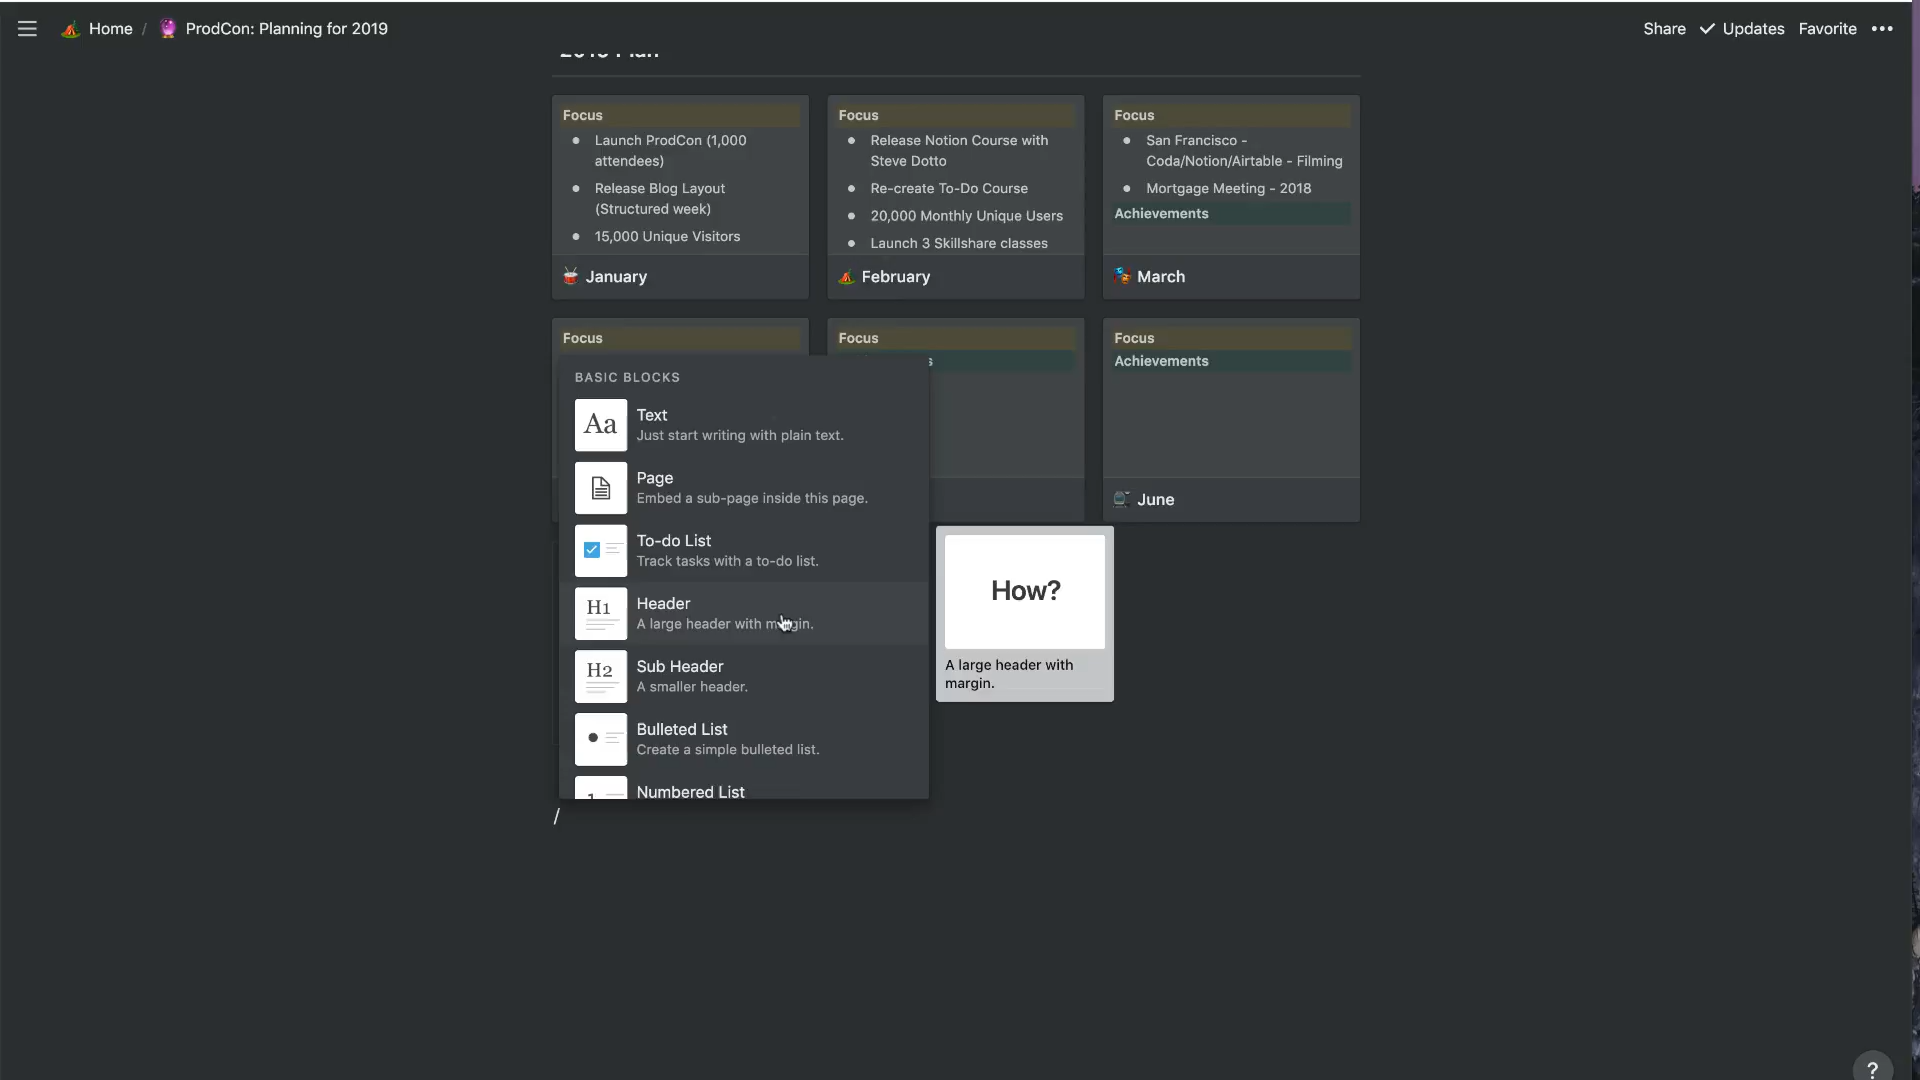 Home / ProdCon: Planning for 2019
Share ✓ Updates Favorite •••
2019 Plan
Focus
• Launch ProdCon (1,000
attendees)
• Release Blog Layout
(Structured week)
• 15,000 Unique Visitors
January
Focus
• Release Notion Course with
Steve Dotto
• Re-create To-Do Course
• 20,000 Monthly Unique Users
• Launch 3 Skillshare classes
February
Focus
• San Francisco -
Coda/Notion/Airtable - Filming
• Mortgage Meeting - 2018
Achievements
March
Focus
Focus
s
Focus
Achievements
June
BASIC BLOCKS
Aa
Text
Just start writing with plain text.
Page
Embed a sub-page inside this page.
To-do List
Track tasks with a to-do list.
H1
Header
A large header with margin.
H2
Sub Header
A smaller header.
Bulleted List
Create a simple bulleted list.
1
Numbered List
How?
A large header with
margin.
/
?